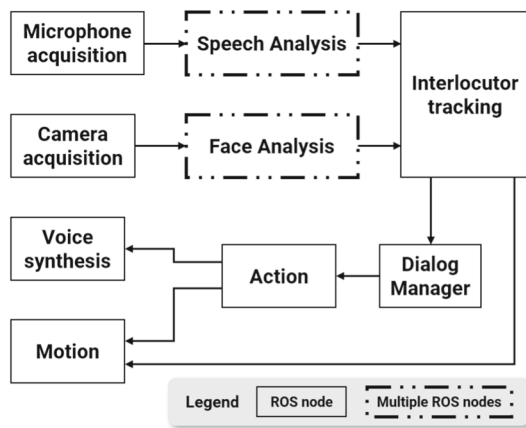 Microphone
acquisition
Speech Analysis
Interlocutor
tracking
Camera
acquisition
Face Analysis
Voice
synthesis
Action
Dialog
Manager
Motion
Legend
ROS node
Multiple ROS nodes